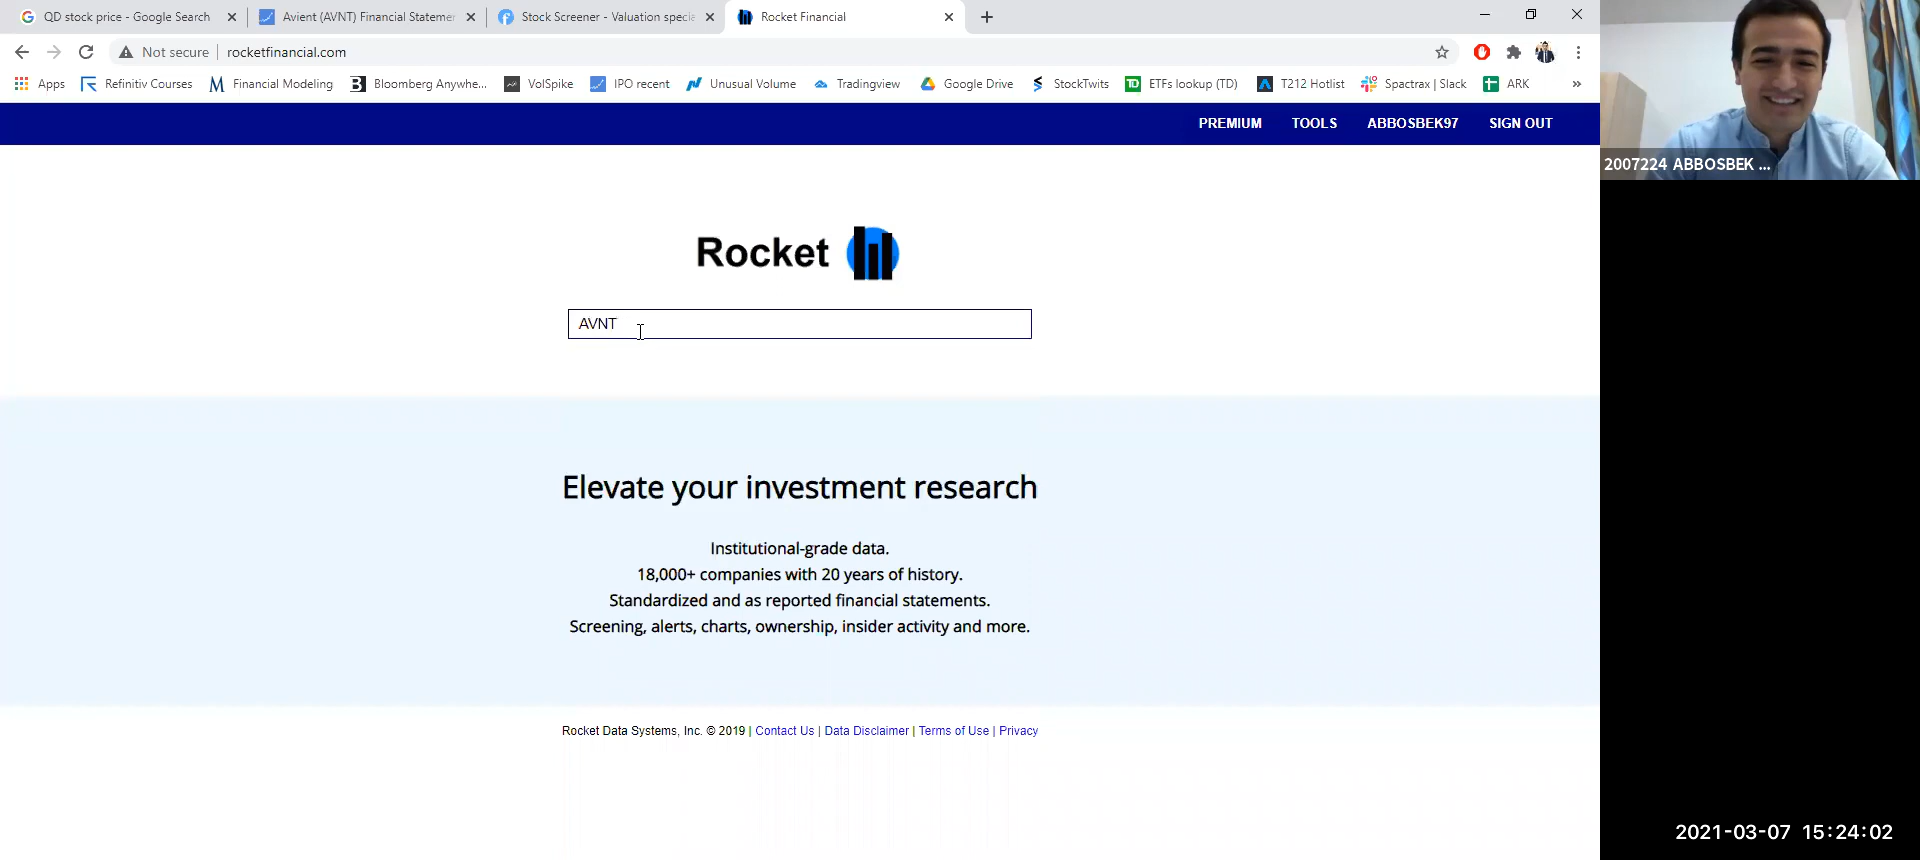 QD stock price - Google Search
Avient (AVNT) Financial Statemen
Stock Screener - Valuation specia
Rocket Financial
Not secure
rocketfinancial.com
Apps
Refinitiv Courses
Financial Modeling
Bloomberg Anywhe...
VolSpike
IPO recent
Unusual Volume
Tradingview
Google Drive
StockTwits
ETFs lookup (TD)
T212 Hotlist
Spactrax | Slack
ARK
PREMIUM
TOOLS
ABBOSBEK97
SIGN OUT
2007224 ABBOSBEK ...
Rocket
AVNT
Elevate your investment research
Institutional-grade data.
18,000+ companies with 20 years of history.
Standardized and as reported financial statements.
Screening, alerts, charts, ownership, insider activity and more.
Rocket Data Systems, Inc. © 2019 | Contact Us | Data Disclaimer | Terms of Use | Privacy
2021-03-07 15:24:02